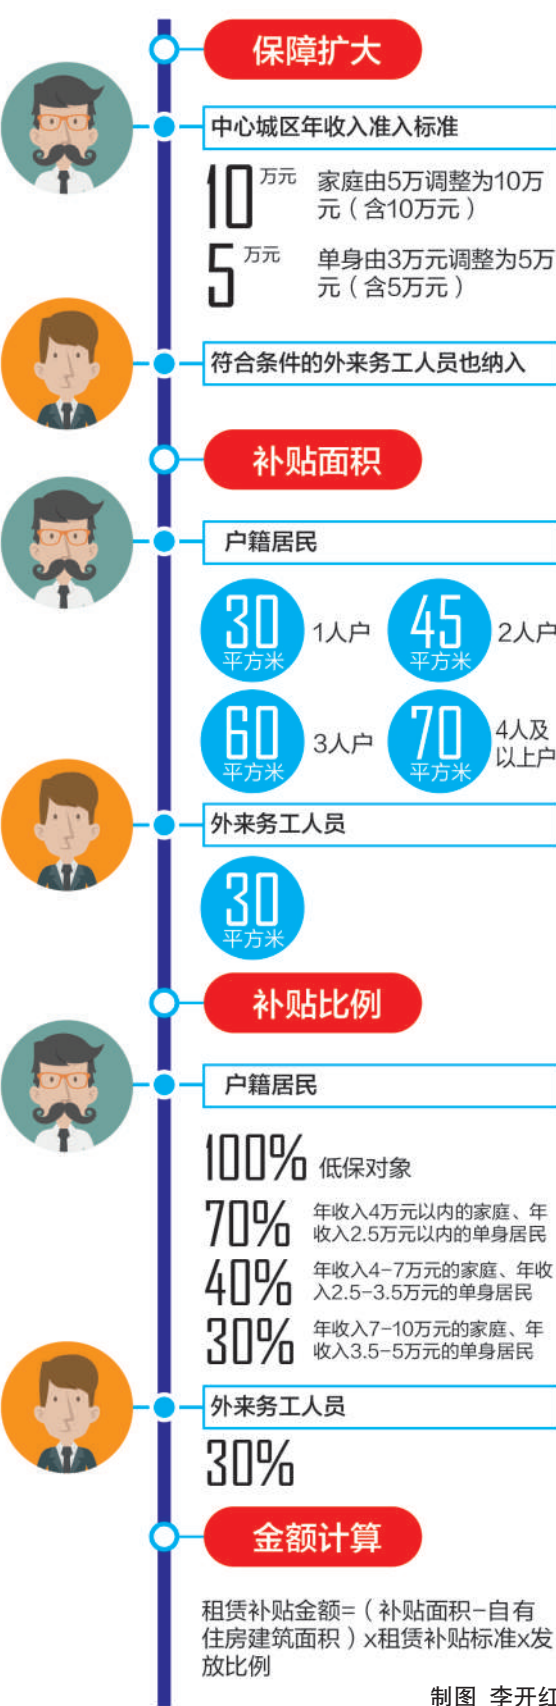 保障扩大
中心城区年收入准入标准
10万元
家庭由5万调整为10万
元（含10万元）
5万元
单身由3万元调整为5万
元（含5万元）
符合条件的外来务工人员也纳入
补贴面积
户籍居民
30平方米 1人户 45平方米 2人户
60平方米 3人户 70平方米 4人及
以上户
外来务工人员
30
平方米
补贴比例
户籍居民
100% 低保对象
70% 年收入4万元以内的家庭、年
收入2.5万元以内的单身居民
40% 年收入4-7万元的家庭、年收
入2.5-3.5万元的单身居民
30% 年收入7-10万元的家庭、年
收入3.5-5万元的单身居民
外来务工人员
30%
金额计算
租赁补贴金额=（补贴面积-自有
住房建筑面积）x租赁补贴标准x发
放比例
制图 李开红